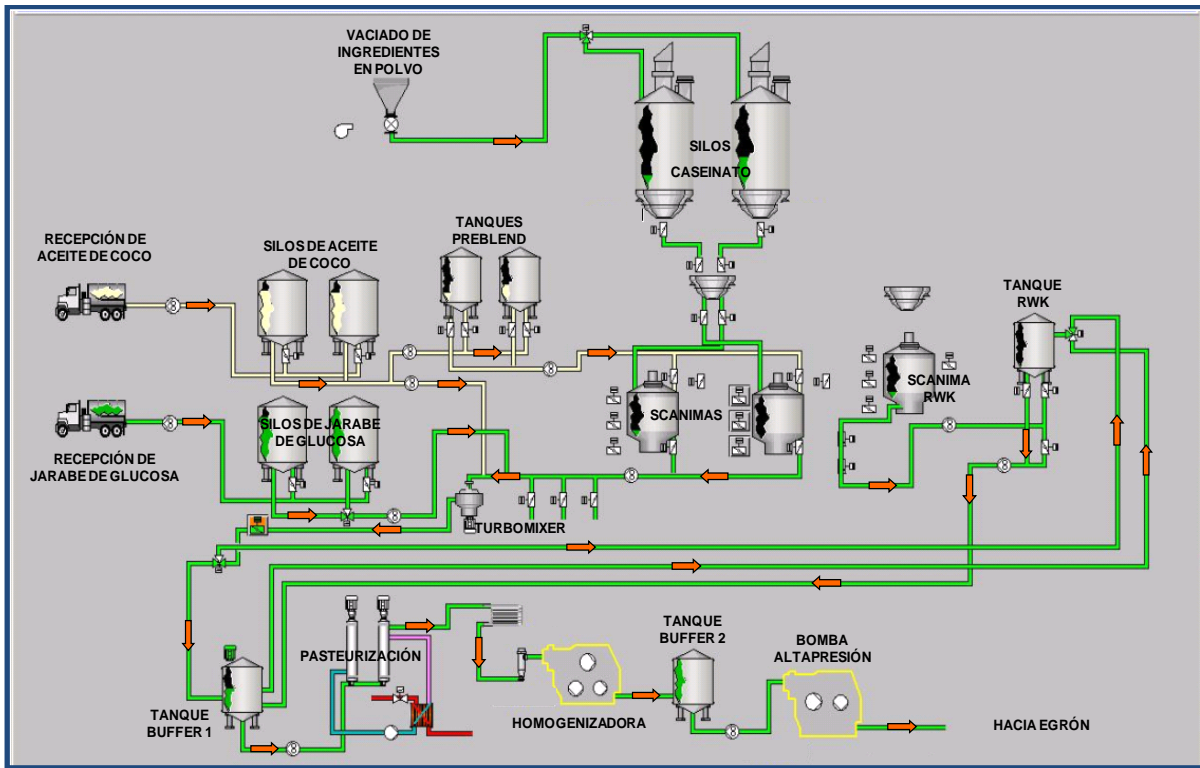 VACIADO DE
INGREDIENTES
EN POLVO
SILOS
CASEINATO
RECEPCIÓN DE
ACEITE DE COCO
SILOS DE ACEITE
DE COCO
TANQUES
PREBLEND
TANQUE
RWK
SCANIMA
RWK
SCANIMAS
SILOS DE JARABE
DE GLUCOSA
RECEPCIÓN DE
JARABE DE GLUCOSA
TURBOMIXER
TANQUE
BUFFER 1
PASTEURIZACIÓN
HOMOGENIZADORA
TANQUE
BUFFER 2
BOMBA
ALTAPRESIÓN
HACIA EGRÓN